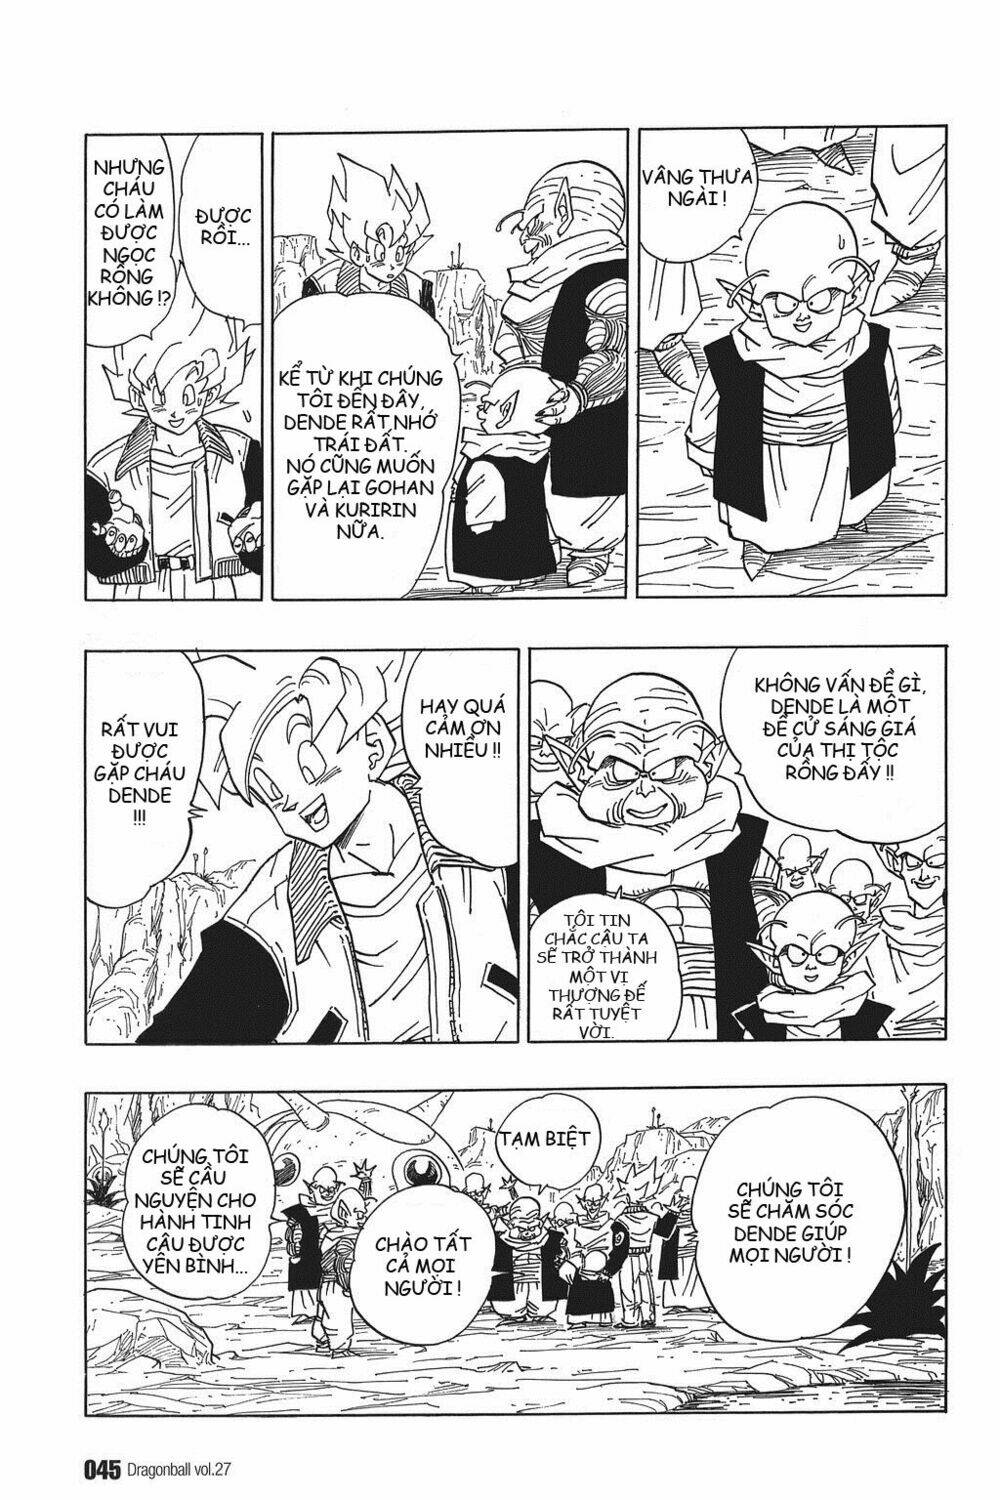 VÂNG THƯA
NGÀI !
KỂ TỪ KHI CHÚNG
TÔI ĐẾN ĐÂY,
DENDE RẤT NHỚ
TRÁI ĐẤT.
NÓ CŨNG MUỐN
GẶP LẠI GOHAN
VÀ KURIRIN
NỮA.
ĐƯỢC
RỒI...
NHƯNG
CHÁU
CÓ LÀM
ĐƯỢC
NGỌC
RỒNG
KHÔNG !?
KHÔNG VẤN ĐỀ GÌ,
DENDE LÀ MỘT
ĐỀ CỬ SÁNG GIÁ
CỦA THỊ TỘC
RỒNG ĐẤY !!
TÔI TIN
CHẮC CÂU TA
SẼ TRỞ THÀNH
MỘT VỊ
THƯỢNG ĐẾ
RẤT TUYỆT
VỜI.
HAY QUÁ
CẢM ƠN
NHIỀU !!
RẤT VUI
ĐƯỢC
GẶP CHÁU
DENDE
!!!
CHÚNG TÔI
SẼ CHĂM SÓC
DENDE GIÚP
MỌI NGƯỜI !
TAM BIỆT
CHÀO TẤT
CẢ MỌI
NGƯỜI !
CHÚNG TÔI
SẼ CẦU
NGUYỆN CHO
HÀNH TINH
CẬU ĐƯỢC
YÊN BÌNH...
045 Dragonball vol.27